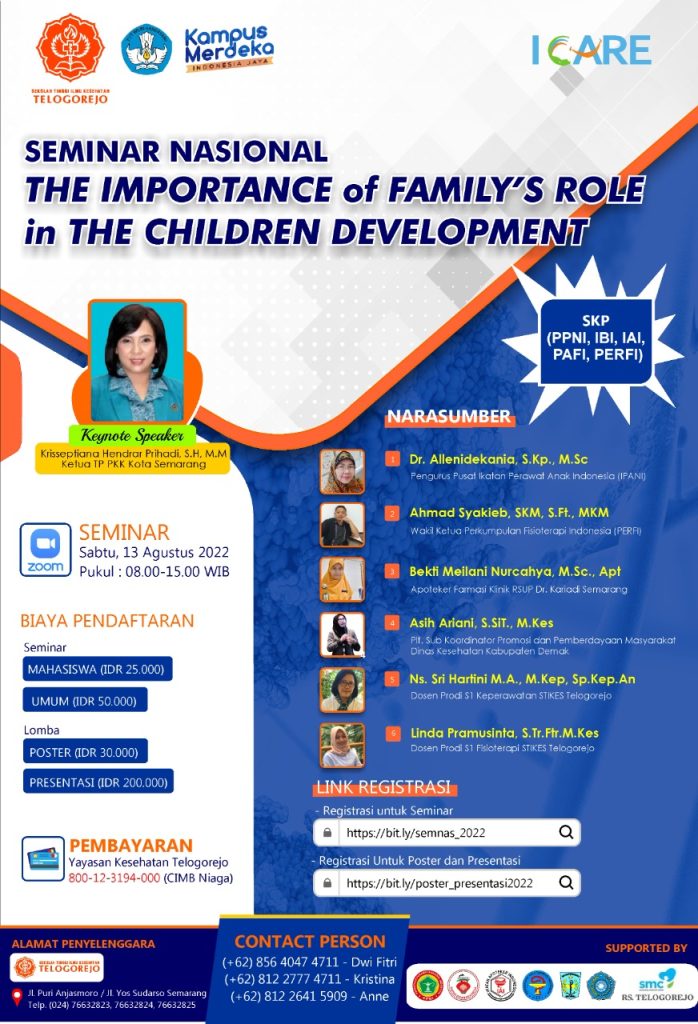 SEKOLAH TINGGI ILMU KESEHATAN
TELOGOREJO
Kampus
Merdeka
INDONESIA JAYA
I CARE
SEMINAR NASIONAL
THE IMPORTANCE of FAMILY'S ROLE
in THE CHILDREN DEVELOPMENT
SKP
(PPNI, IBI, IAI,
PAFI, PERFI)
Keynote Speaker
Krisseptiana Hendrar Prihadi, S.H, M.M
Ketua TP PKK Kota Semarang
zoom
SEMINAR
Sabtu, 13 Agustus 2022
Pukul : 08.00-15.00 WIB
BIAYA PENDAFTARAN
Seminar
MAHASISWA (IDR 25.000)
UMUM (IDR 50.000)
Lomba
POSTER (IDR 30.000)
PRESENTASI (IDR 200.000)
PEMBAYARAN
Yayasan Kesehatan Telogorejo
800-12-3194-000 (CIMB Niaga)
NARASUMBER
1 Dr. Allenidekania, S.Kp., M.Sc
Pengurus Pusat Ikatan Perawat Anak Indonesia (IPANI)
2 Ahmad Syakieb, SKM, S.Ft., MKM
Wakil Ketua Perkumpulan Fisioterapi Indonesia (PERFI)
3 Bekti Meilani Nurcahya, M.Sc., Apt
Apoteker Farmasi Klinik RSUP Dr. Kariadi Semarang
4 Asih Ariani, S.SiT., M.Kes
Plt. Sub Koordinator Promosi dan Pemberdayaan Masyarakat
Dinas Kesehatan Kabupaten Demak
5 Ns. Sri Hartini M.A., M.Kep, Sp.Kep.An
Dosen Prodi S1 Keperawatan STIKES Telogorejo
6 Linda Pramusinta, S.Tr.Ftr.M.Kes
Dosen Prodi S1 Fisioterapi STIKES Telogorejo
LINK REGISTRASI
- Registrasi untuk Seminar
https://bit.ly/semnas_2022
- Registrasi Untuk Poster dan Presentasi
https://bit.ly/poster_presentasi2022
ALAMAT PENYELENGGARA
SEKOLAH TINGGI ILMU KESEHATAN
TELOGOREJO
Jl. Puri Anjasmoro / Jl. Yos Sudarso Semarang
Telp. (024) 76632823, 76632824, 76632825
CONTACT PERSON
(+62) 856 4047 4711 - Dwi Fitri
(+62) 812 2777 4711 - Kristina
(+62) 812 2641 5909 - Anne
SUPPORTED BY
IAI
smc
RS. TELOGOREJO